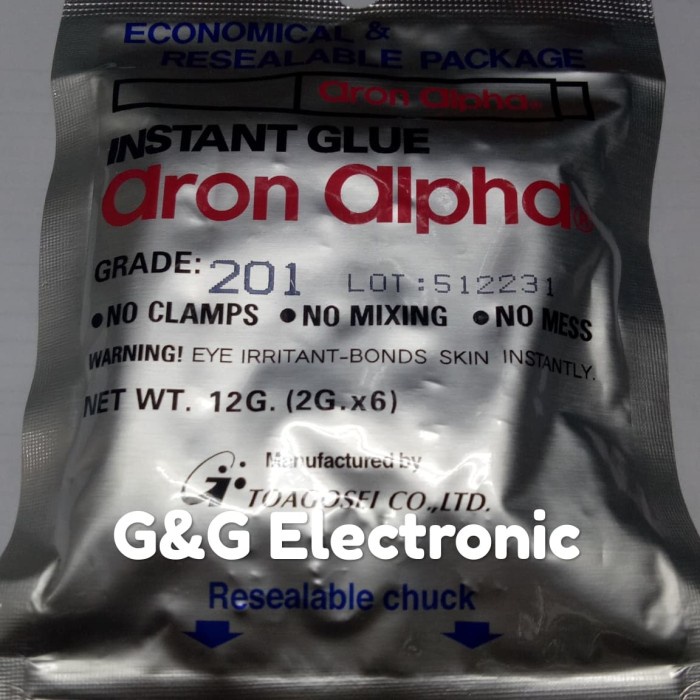 ECONOMICAL &
RESEALABLE PACKAGE
aron alpha®
INSTANT GLUE
aron alpha®
GRADE: 201 LOT:512231
•NO CLAMPS •NO MIXING •NO MESS
WARNING! EYE IRRITANT-BONDS SKIN INSTANTLY.
NET WT. 12G. (2G.x6)
Manufactured by
TOAGOSEI CO.,LTD.
G&G Electronic
Resealable chuck